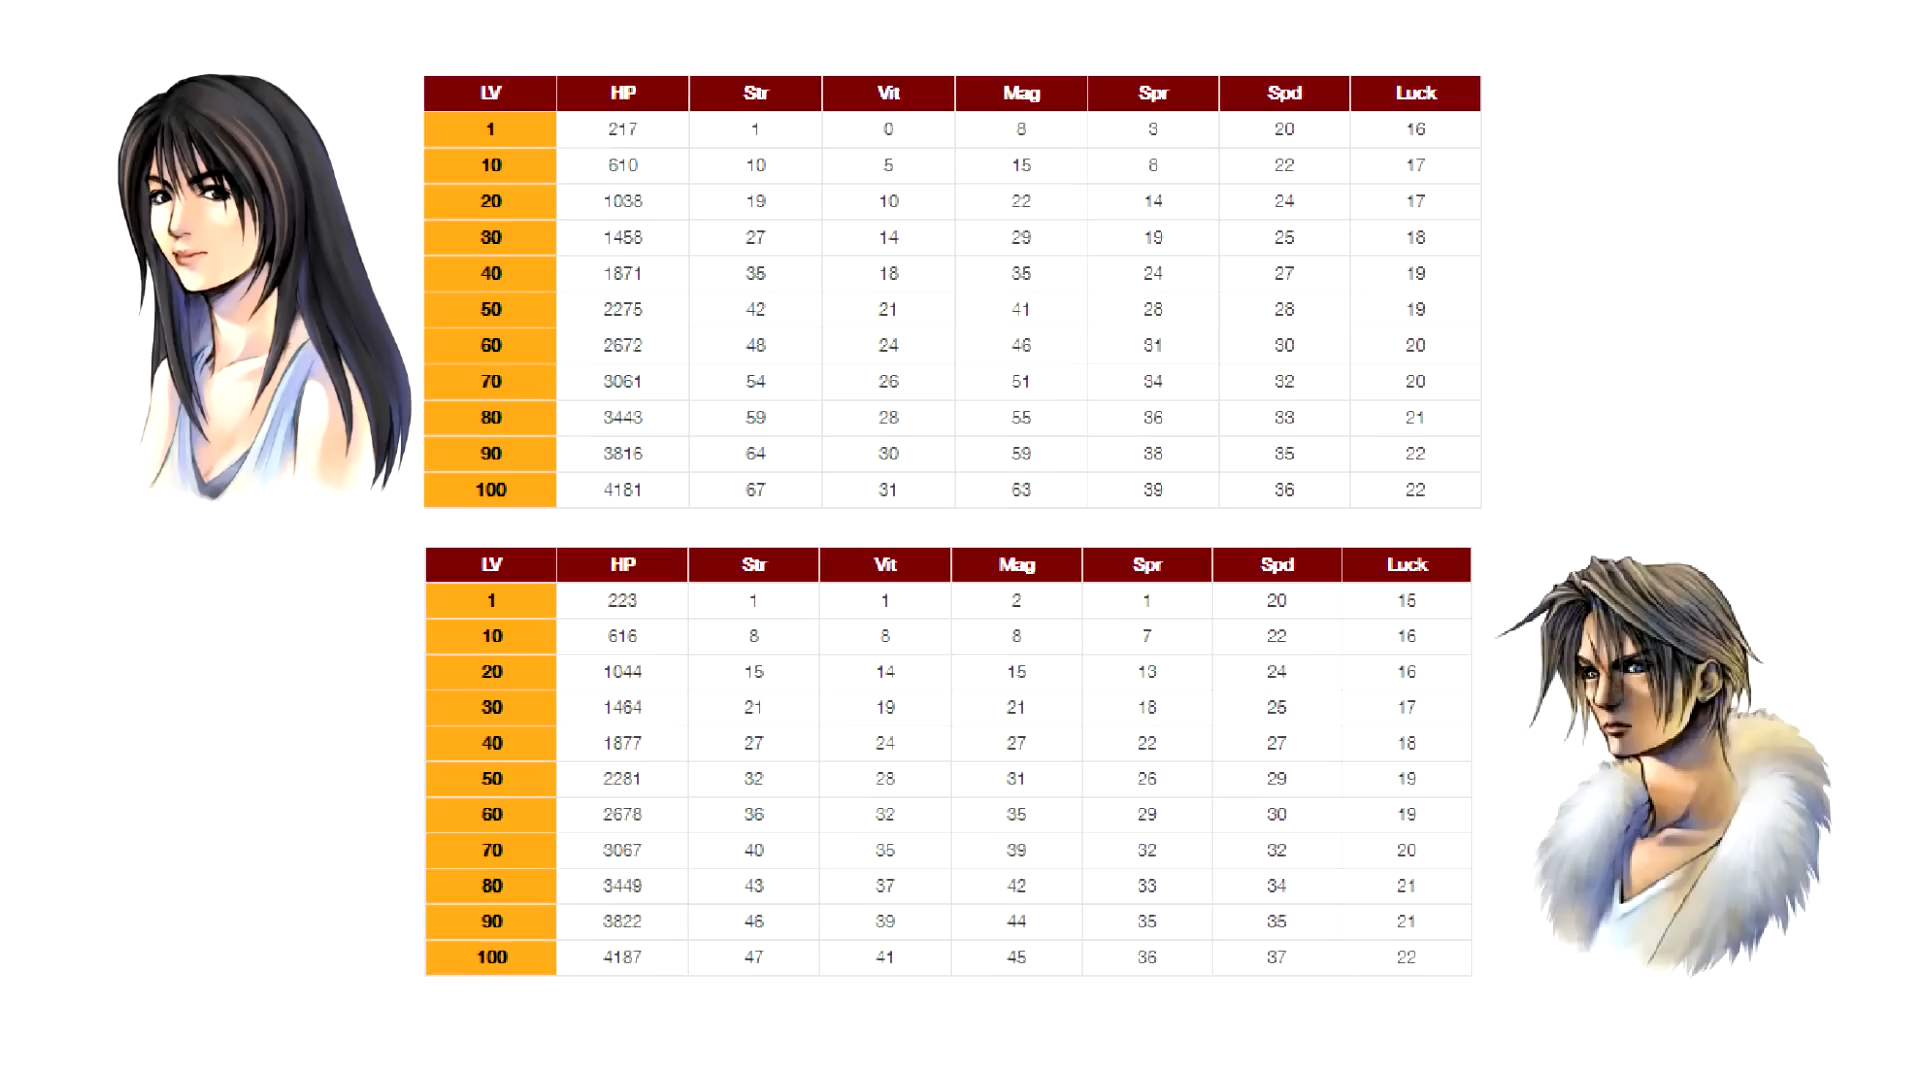 LV HP Str Vit Mag Spr Spd Luck
1 217 1 0 8 3 20 16
10 610 10 5 15 8 22 17
20 1038 19 10 22 14 24 17
30 1458 27 14 29 19 25 18
40 1871 35 18 35 24 27 19
50 2275 42 21 41 28 28 19
60 2672 48 24 46 31 30 20
70 3061 54 26 51 34 32 20
80 3443 59 28 55 36 33 21
90 3816 64 30 59 38 35 22
100 4181 67 31 63 39 36 22
LV HP Str Vit Mag Spr Spd Luck
1 223 1 1 2 1 20 15
10 616 8 8 8 7 22 16
20 1044 15 14 15 13 24 16
30 1464 21 19 21 18 25 17
40 1877 27 24 27 22 27 18
50 2281 32 28 31 26 29 19
60 2678 36 32 35 29 30 19
70 3067 40 35 39 32 32 20
80 3449 43 37 42 33 34 21
90 3822 46 39 44 35 35 21
100 4187 47 41 45 36 37 22